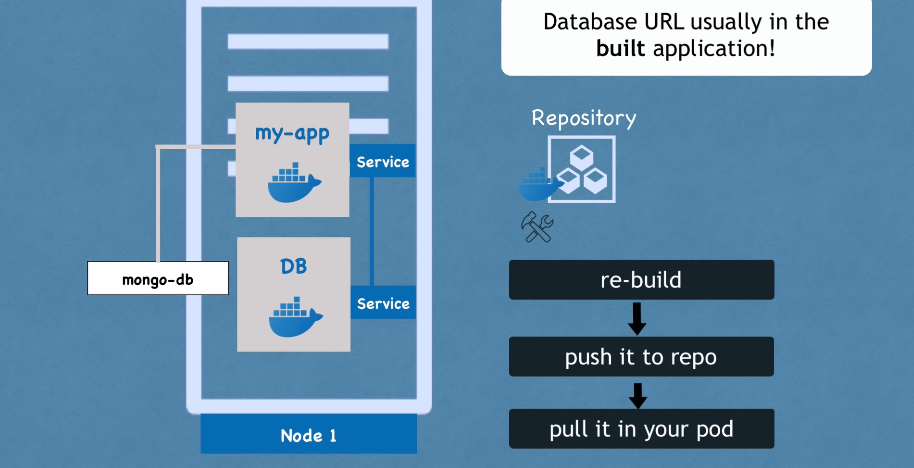 Database URL usually in the
built application!
Repository
my-app
Service
mongo-db
DB
Service
re-build
push it to repo
pull it in your pod
Node 1